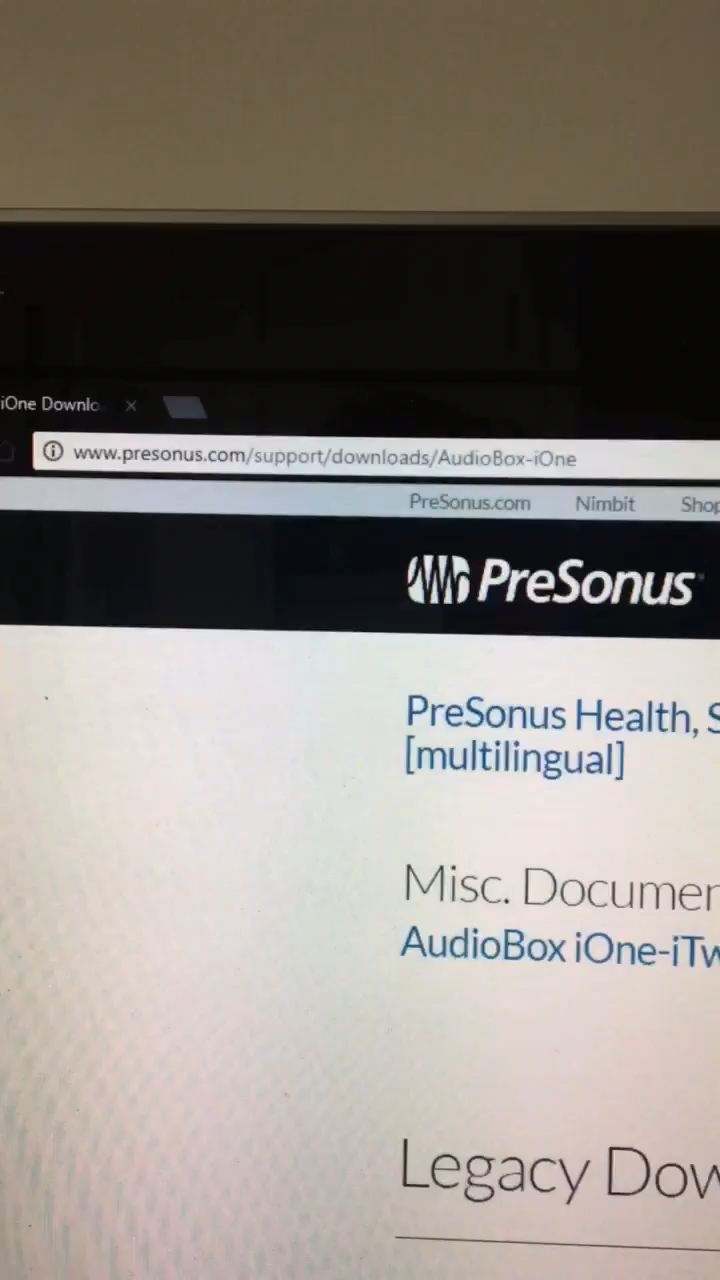 iOne Downlo
www.presonus.com/support/downloads/AudioBox-iOne
PreSonus.com Nimbit Shop
PreSonus
PreSonus Health, S
[multilingual]
Misc. Documen
AudioBox iOne-iTw
Legacy Dow